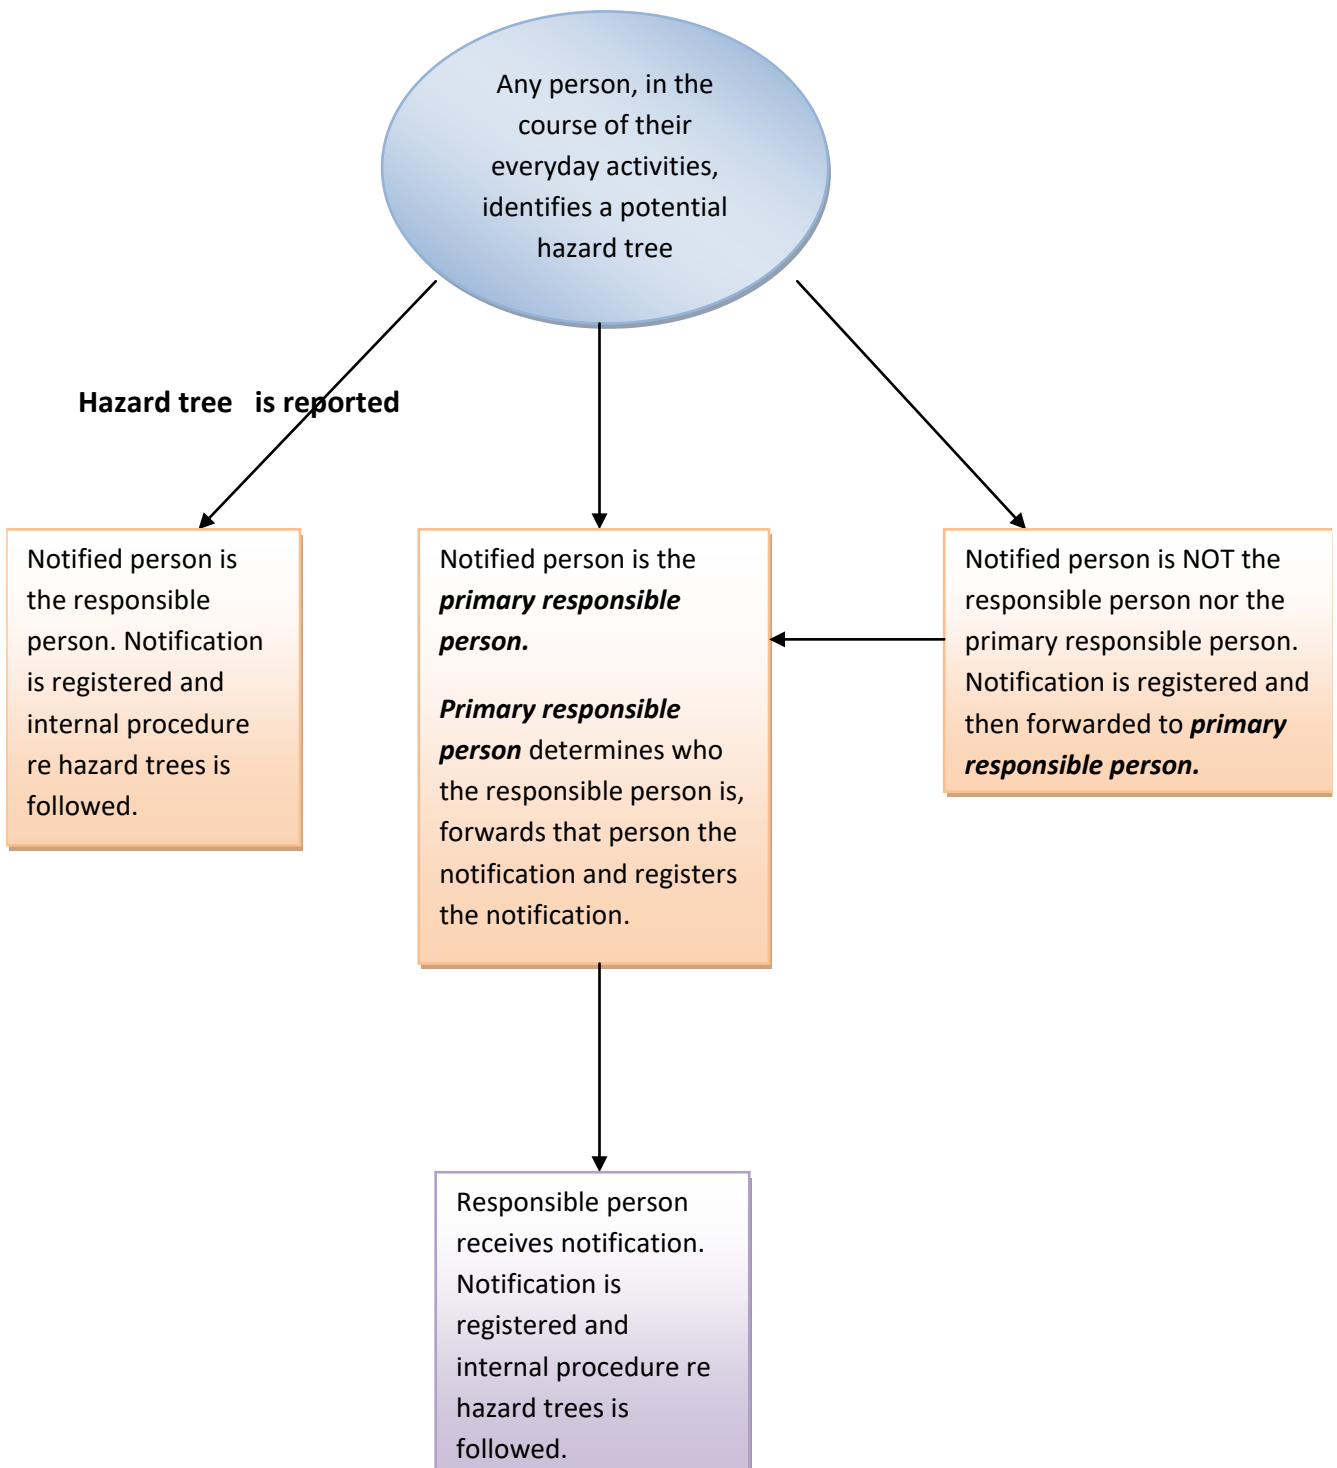 Any person, in the
course of their
everyday activities,
identifies a potential
hazard tree
Hazard tree   is reported
Notified person is
the responsible
person. Notification
is registered and
internal procedure
re hazard trees is
followed.
Notified person is the
primary responsible
person.
Primary responsible
person determines who
the responsible person is,
forwards that person the
notification and registers
the notification.
Notified person is NOT the
responsible person nor the
primary responsible person.
Notification is registered and
then forwarded to primary
responsible person.
Responsible person
receives notification.
Notification is
registered and
internal procedure re
hazard trees is
followed.